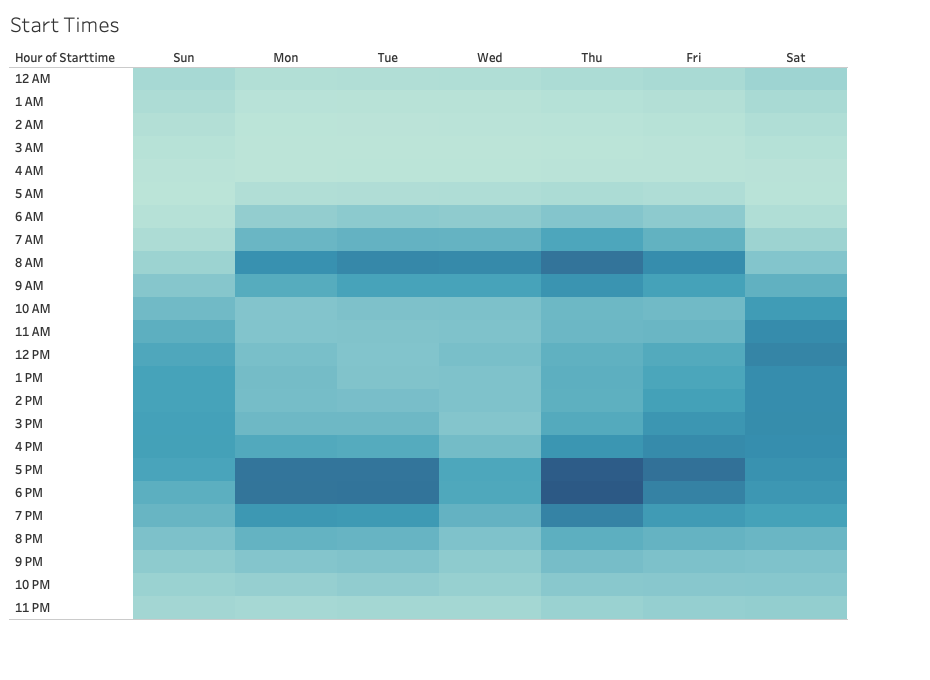 Start Times
Hour of Starttime Sun Mon Tue Wed Thu Fri Sat
12 AM
1 AM
2 AM
3 AM
4 AM
5 AM
6 AM
7 AM
8 AM
9 AM
10 AM
11 AM
12 PM
1 PM
2 PM
3 PM
4 PM
5 PM
6 PM
7 PM
8 PM
9 PM
10 PM
11 PM